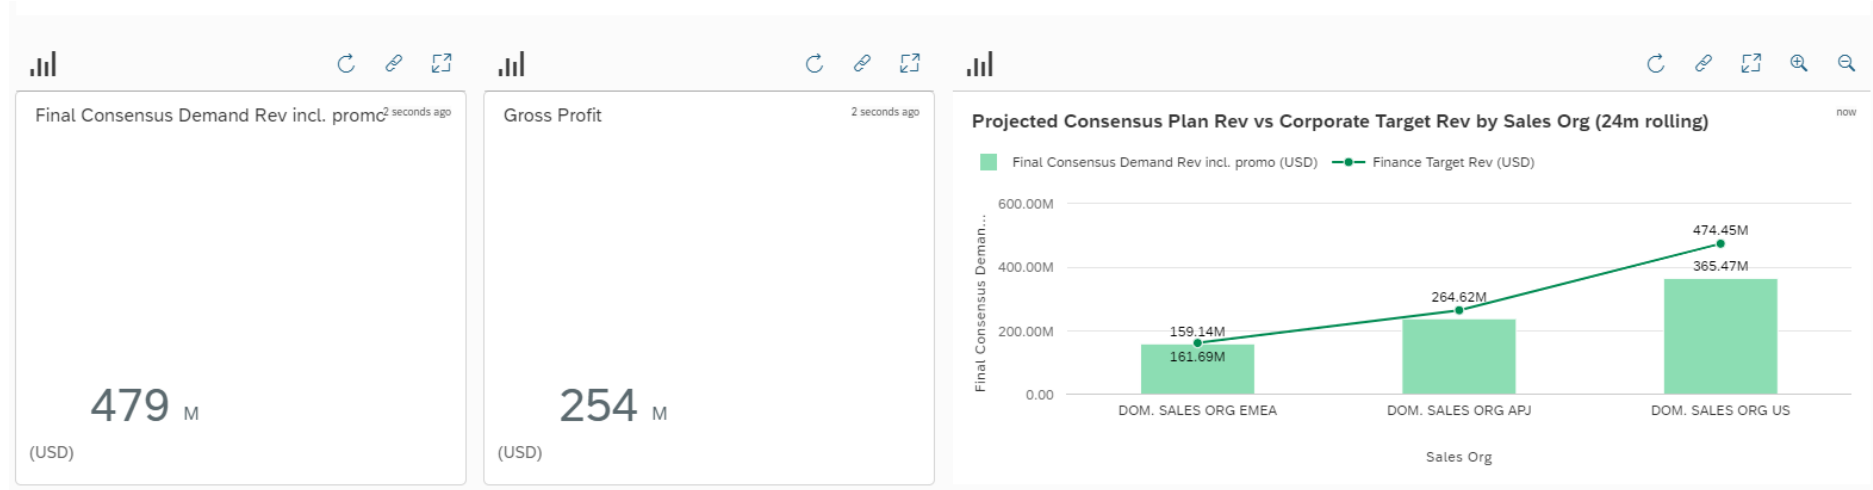 Final Consensus Demand Rev incl. promo
2 seconds ago
479 M
(USD)
Gross Profit
2 seconds ago
254 M
(USD)
Projected Consensus Plan Rev vs Corporate Target Rev by Sales Org (24m rolling)
now
Final Consensus Demand Rev incl. promo (USD)
Finance Target Rev (USD)
Final Consensus Deman...
600.00M
400.00M
200.00M
0.00
159.14M
161.69M
264.62M
474.45M
365.47M
DOM. SALES ORG EMEA
DOM. SALES ORG APJ
DOM. SALES ORG US
Sales Org